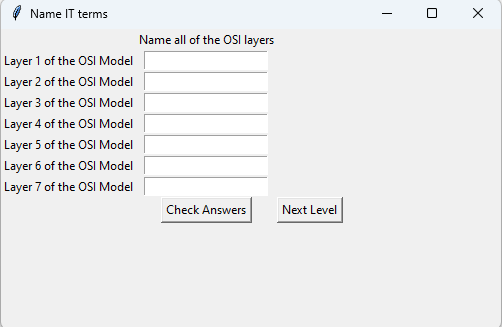 Name IT terms
Name all of the OSI layers
Layer 1 of the OSI Model
Layer 2 of the OSI Model
Layer 3 of the OSI Model
Layer 4 of the OSI Model
Layer 5 of the OSI Model
Layer 6 of the OSI Model
Layer 7 of the OSI Model
Check Answers Next Level